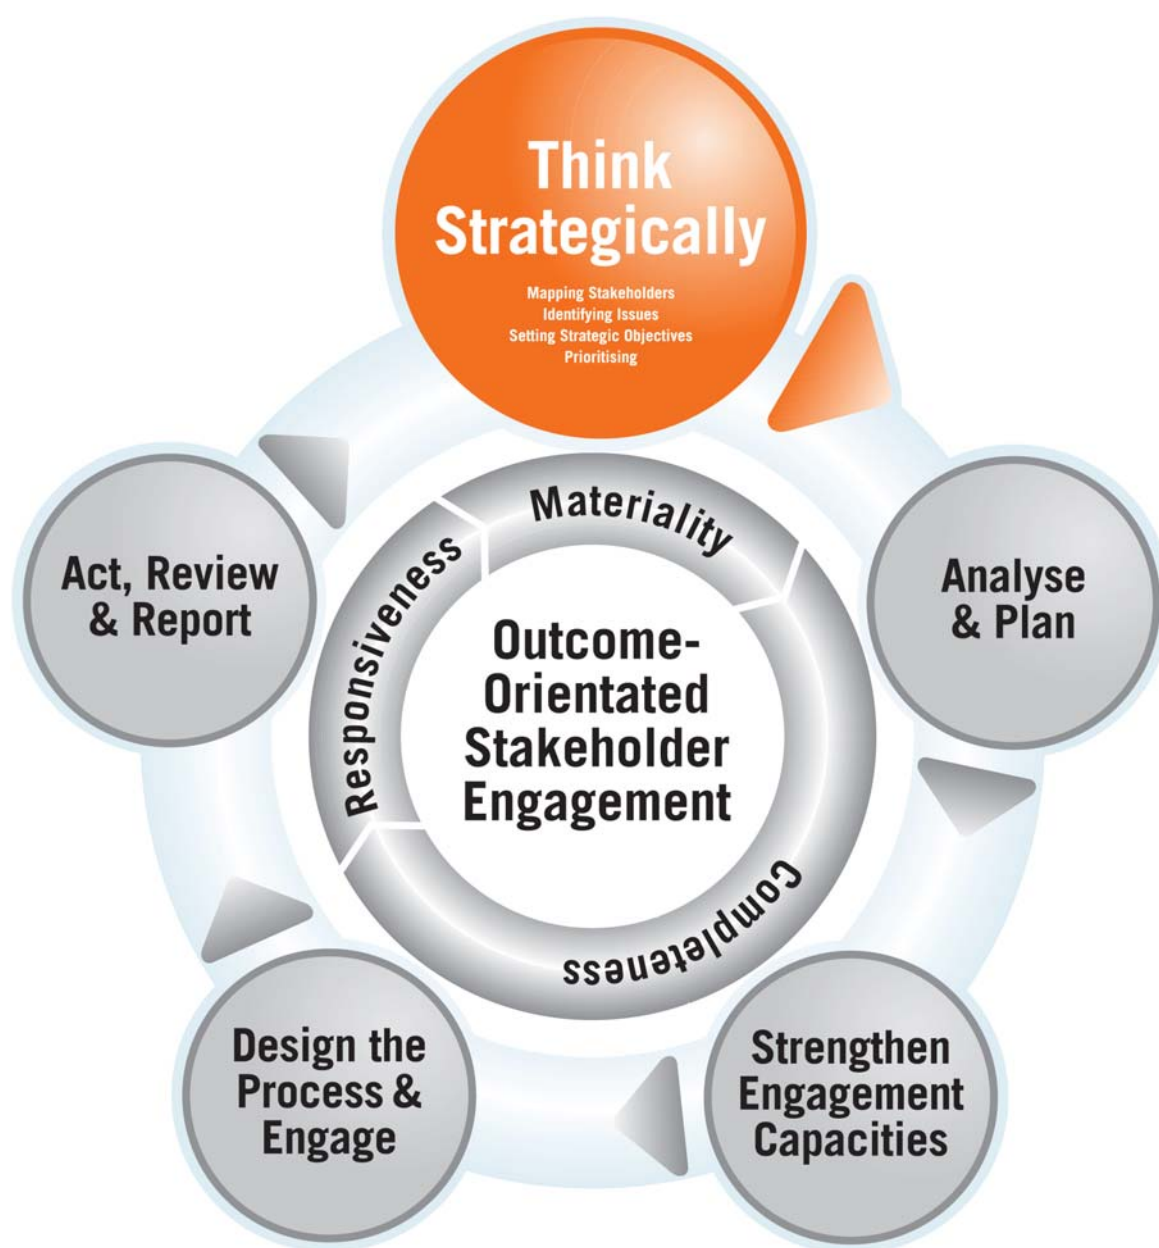 Think
Strategically
Mapping Stakeholders
Identifying Issues
Setting Strategic Objectives
Prioritising
Analyse
& Plan
Strengthen
Engagement
Capacities
Design the
Process &
Engage
Act, Review
& Report
Materiality
Completeness
Responsiveness
Outcome-
Orientated
Stakeholder
Engagement